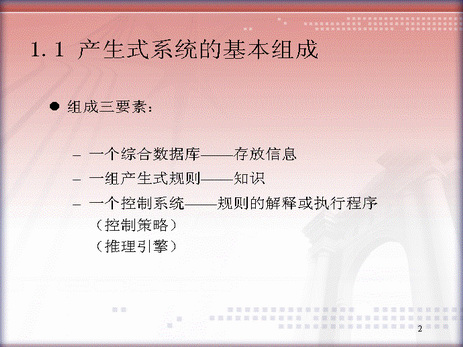 1.1 产生式系统的基本组成
● 组成三要素：
– 一个综合数据库——存放信息
– 一组产生式规则——知识
– 一个控制系统——规则的解释或执行程序
（控制策略）
（推理引擎）
2